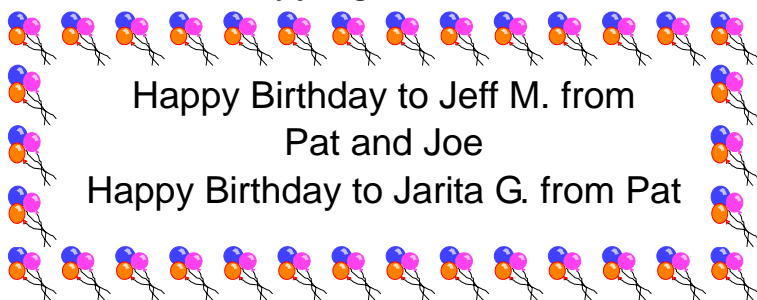 Happy Birthday to Jeff M. from
Pat and Joe
Happy Birthday to Jarita G. from Pat